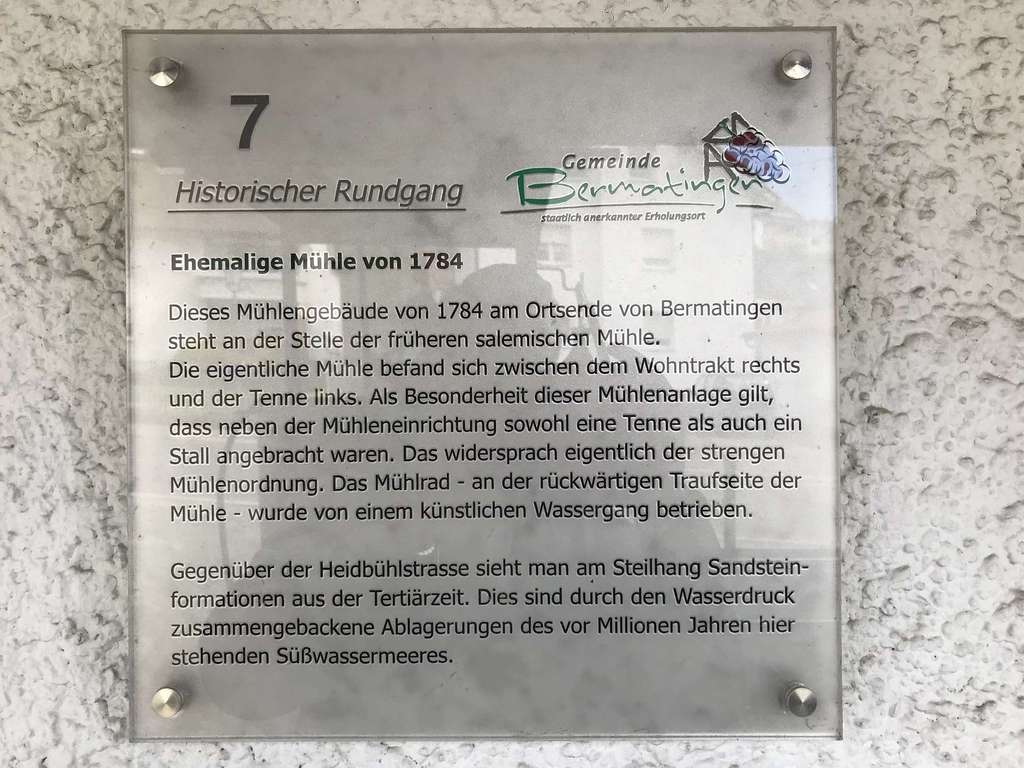 7
Historischer Rundgang
Gemeinde
Bermatingen
staatlich anerkannter Erholungsort
Ehemalige Mühle von 1784
Dieses Mühlengebäude von 1784 am Ortsende von Bermatingen
steht an der Stelle der früheren salemischen Mühle.
Die eigentliche Mühle befand sich zwischen dem Wohntrakt rechts
und der Tenne links. Als Besonderheit dieser Mühlenanlage gilt,
dass neben der Mühleneinrichtung sowohl eine Tenne als auch ein
Stall angebracht waren. Das widersprach eigentlich der strengen
Mühlenordnung. Das Mühlrad - an der rückwärtigen Traufseite der
Mühle - wurde von einem künstlichen Wassergang betrieben.
Gegenüber der Heidbühlstrasse sieht man am Steilhang Sandstein-
formationen aus der Tertiärzeit. Dies sind durch den Wasserdruck
zusammengebackene Ablagerungen des vor Millionen Jahren hier
stehenden Süßwassermeeres.